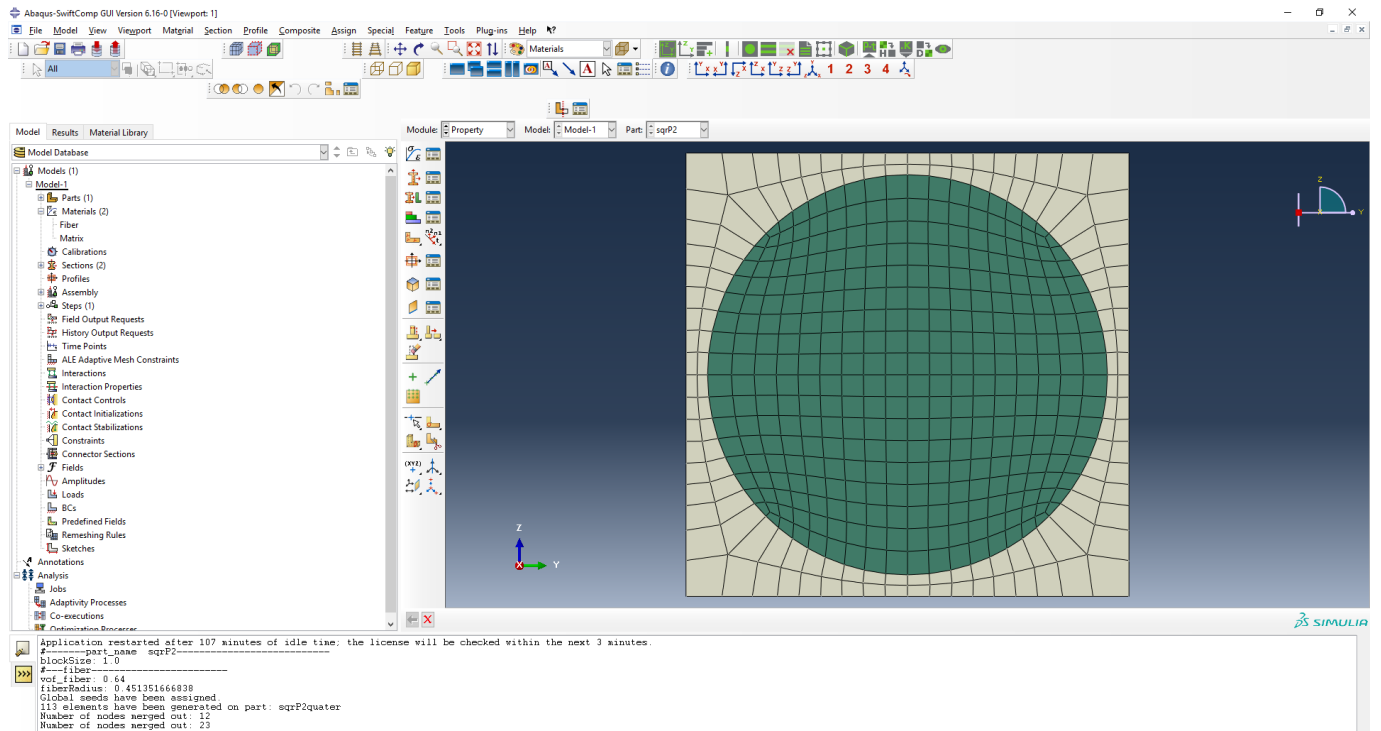 Abaqus-SwiftComp GUI Version 6.16-0 [Viewport: 1]
File Model View Viewport Material Section Profile Composite Assign Special Feature Tools Plug-ins Help
Materials
All
1 2 3 4
Model Results Material Library
Module: Property Model: Model-1 Part: sqrP2
Model Database
Models (1)
Model-1
Parts (1)
Materials (2)
Fiber
Matrix
Calibrations
Sections (2)
Profiles
Assembly
Steps (1)
Field Output Requests
History Output Requests
Time Points
ALE Adaptive Mesh Constraints
Interactions
Interaction Properties
Contact Controls
Contact Initializations
Contact Stabilizations
Constraints
Connector Sections
Fields
Amplitudes
Loads
BCs
Predefined Fields
Remeshing Rules
Sketches
Annotations
Analysis
Jobs
Adaptivity Processes
Co-executions
Optimization Processes
(XYZ)
Z
Y
X
Z
Y
X
SIMULIA
Application restarted after 107 minutes of idle time; the license will be checked within the next 3 minutes.
#-------part_name sqrP2---------------------------
blockSize: 1.0
#---fiber------------------------
vof_fiber: 0.64
fiberRadius: 0.451351666838
Global seeds have been assigned.
113 elements have been generated on part: sqrP2quater
Number of nodes merged out: 12
Number of nodes merged out: 23